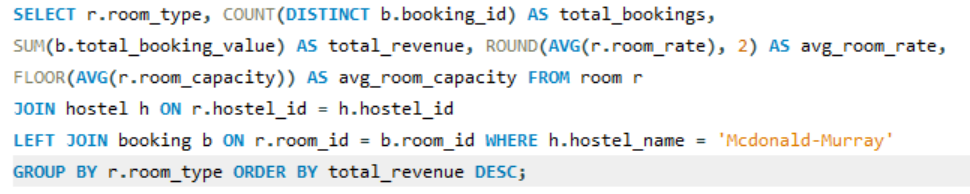 SELECT r.room_type, COUNT(DISTINCT b.booking_id) AS total_bookings,
SUM(b.total_booking_value) AS total_revenue, ROUND(AVG(r.room_rate), 2) AS avg_room_rate,
FLOOR(AVG(r.room_capacity)) AS avg_room_capacity FROM room r
JOIN hostel h ON r.hostel_id = h.hostel_id
LEFT JOIN booking b ON r.room_id = b.room_id WHERE h.hostel_name = 'Mcdonald-Murray'
GROUP BY r.room_type ORDER BY total_revenue DESC;